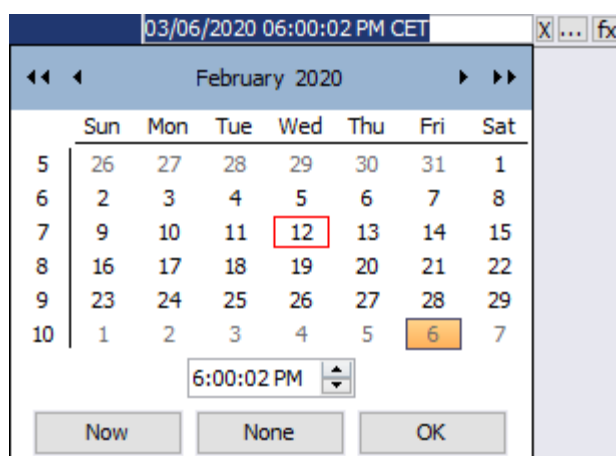 03/06/2020 06:00:02 PM CET X ... fx
February 2020
Sun Mon Tue Wed Thu Fri Sat
5 26 27 28 29 30 31 1
6 2 3 4 5 6 7 8
7 9 10 11 12 13 14 15
8 16 17 18 19 20 21 22
9 23 24 25 26 27 28 29
10 1 2 3 4 5 6 7
6:00:02 PM
Now None OK